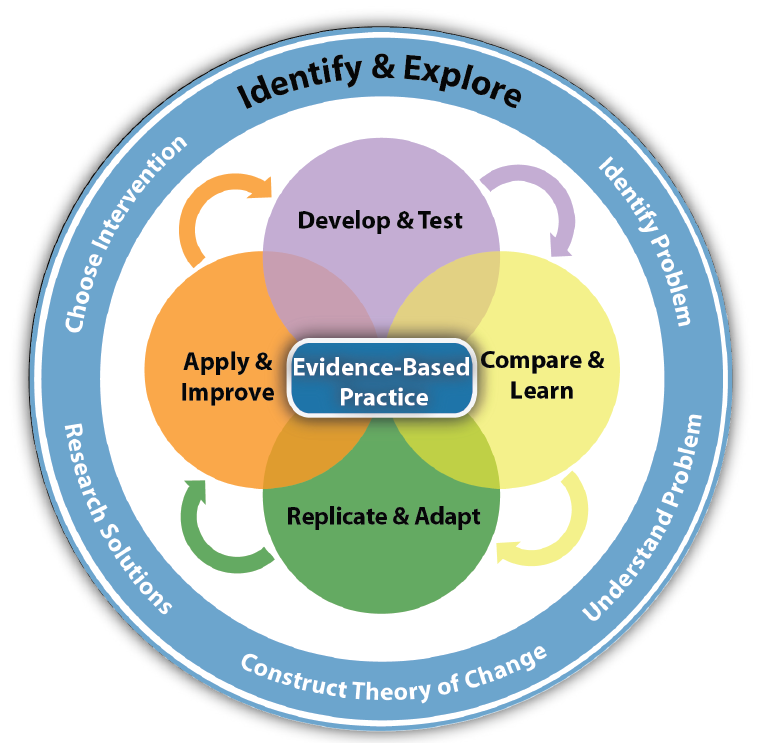 Identify & Explore
Identify Problem
Understand Problem
Construct Theory of Change
Research Solutions
Choose Intervention
Develop & Test
Compare &
Learn
Replicate & Adapt
Apply &
Improve
Evidence-Based
Practice